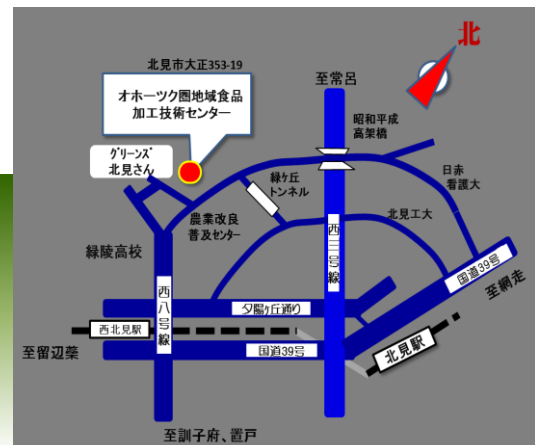 北
北見市大正353-19
オホーツク圏地域食品
加工技術センター
至常呂
昭和平成
高架橋
グリーンズ
北見さん
緑ヶ丘
トンネル
日赤
看護大
農業改良
普及センター
北見工大
緑陵高校
西三号線
国道39号
至網走
西八号線
夕陽ヶ丘通り
西北見駅
至留辺蘂
国道39号
北見駅
至訓子府、置戸